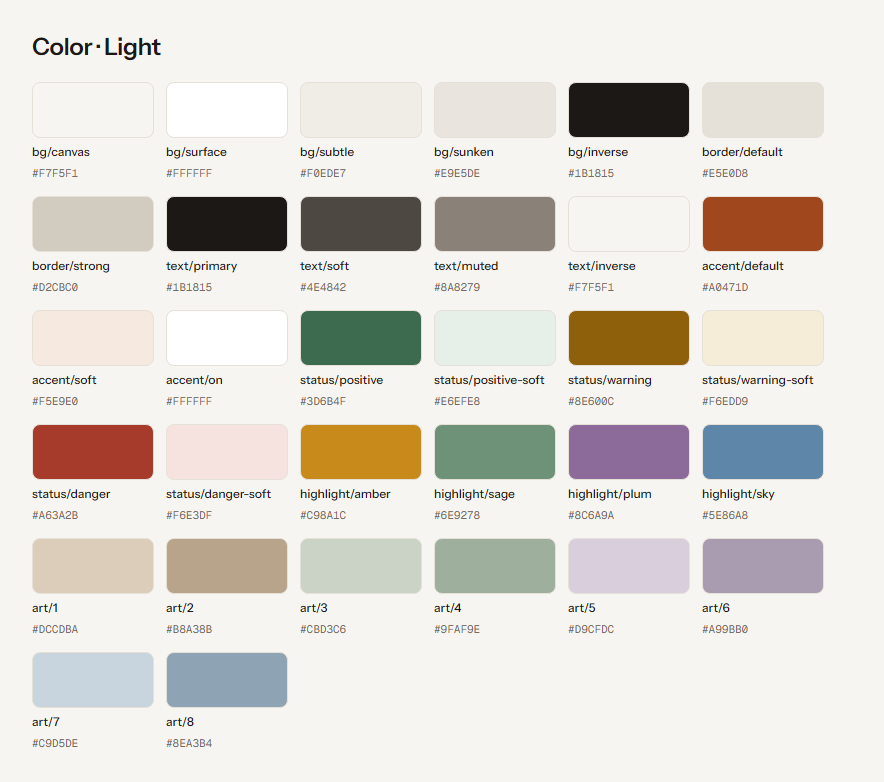 Color·Light
bg/canvas
#F7F5F1
bg/surface
#FFFFFF
bg/subtle
#F0EDE7
bg/sunken
#E9E5DE
bg/inverse
#1B1815
border/default
#E5E0D8
border/strong
#D2CBC0
text/primary
#1B1815
text/soft
#4E4842
text/muted
#8A8279
text/inverse
#F7F5F1
accent/default
#A0471D
accent/soft
#F5E9E0
accent/on
#FFFFFF
status/positive
#3D6B4F
status/positive-soft
#E6EFE8
status/warning
#8E600C
status/warning-soft
#F6EDD9
status/danger
#A63A2B
status/danger-soft
#F6E3DF
highlight/amber
#C98A1C
highlight/sage
#6E9278
highlight/plum
#8C6A9A
highlight/sky
#5E86A8
art/1
#DCCDBA
art/2
#B8A38B
art/3
#CBD3C6
art/4
#9FAF9E
art/5
#D9CFDC
art/6
#A99BB0
art/7
#C9D5DE
art/8
#8EA3B4